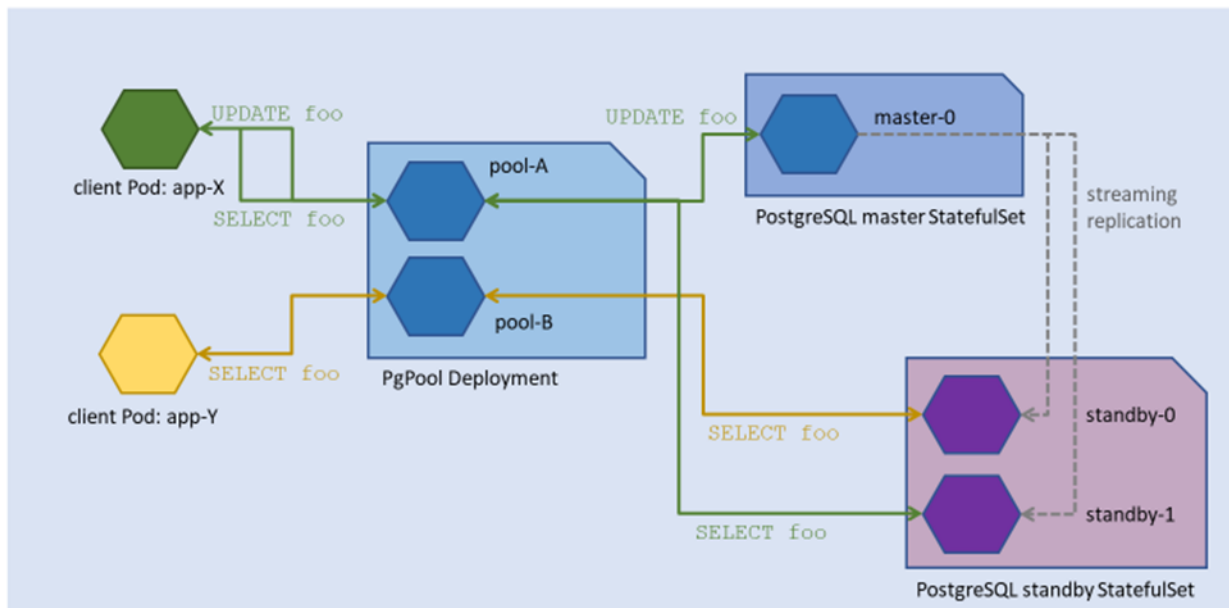 UPDATE foo
client Pod: app-X
SELECT foo
pool-A
UPDATE foo
master-0
PostgreSQL master StatefulSet
streaming
replication
pool-B
SELECT foo
client Pod: app-Y
PgPool Deployment
SELECT foo
standby-0
SELECT foo
standby-1
PostgreSQL standby StatefulSet